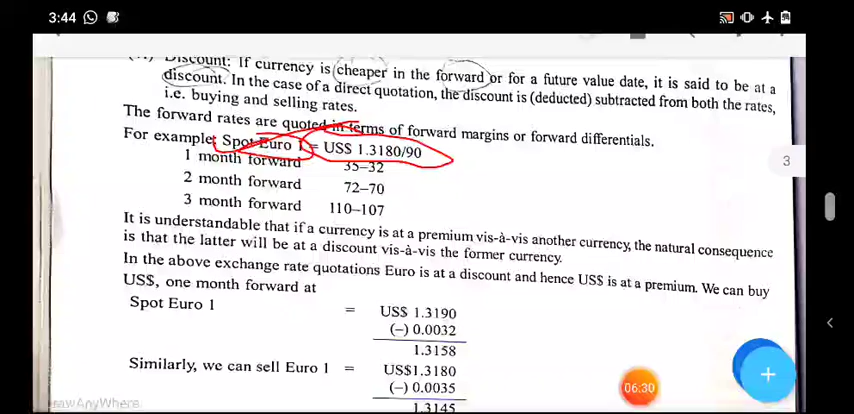 3:44
Discount: If currency is cheaper in the forward or for a future value date, it is said to be at a
discount. In the case of a direct quotation, the discount is (deducted) subtracted from both the rates,
i.e. buying and selling rates.
The forward rates are quoted in terms of forward margins or forward differentials.
For example: Spot Euro 1 = US$ 1.3180/90
1 month forward 35–32
2 month forward 72–70
3 month forward 110–107
3
It is understandable that if a currency is at a premium vis-à-vis another currency, the natural consequence
is that the latter will be at a discount vis-à-vis the former currency.
In the above exchange rate quotations Euro is at a discount and hence US$ is at a premium. We can buy
US$, one month forward at
Spot Euro 1 = US$ 1.3190
(–) 0.0032
1.3158
Similarly, we can sell Euro 1 = US$1.3180
(–) 0.0035
1.3145
06:30
+
AnyWhere